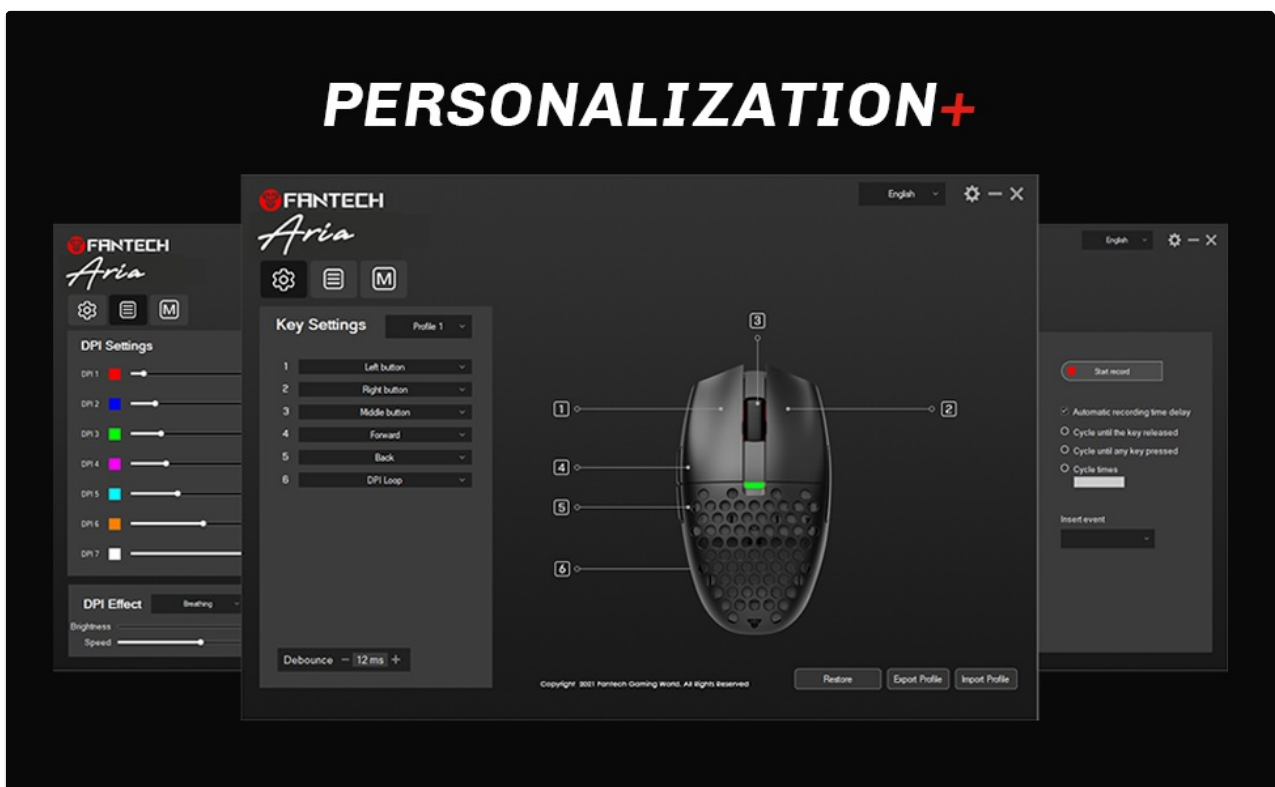 PERSONALIZATION+
FANTECH
Aria
English
M
Key Settings
Profile 1
1 Left button
2 Right button
3 Middle button
4 Forward
5 Back
6 DPI Loop
Debounce − 12 ms +
3
1
2
4
5
6
Copyright 2021 Fantech Gaming World. All Rights Reserved
Restore
Export Profile
Import Profile
FANTECH
Aria
M
DPI Settings
DPI 1
DPI 2
DPI 3
DPI 4
DPI 5
DPI 6
DPI 7
DPI Effect
Breathing
Brightness
Speed
English
Start record
Automatic recording time delay
Cycle until the key released
Cycle until any key pressed
Cycle times
Insert event